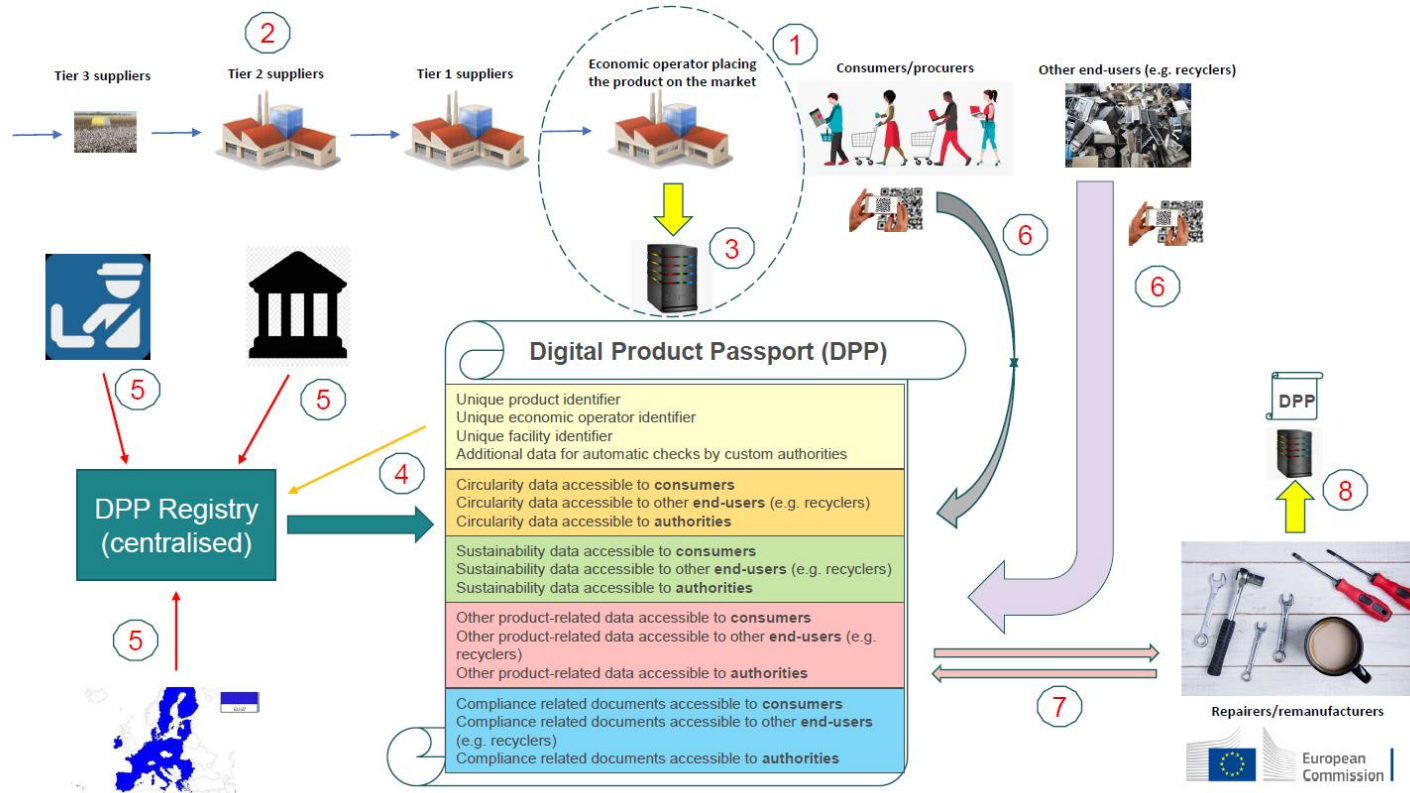 2
1
Tier 3 suppliers
Tier 2 suppliers
Tier 1 suppliers
Economic operator placing
the product on the market
Consumers/procurers
Other end-users (e.g. recyclers)
3
6
6
5
5
Digital Product Passport (DPP)
Unique product identifier
Unique economic operator identifier
Unique facility identifier
Additional data for automatic checks by custom authorities
Circularity data accessible to consumers
Circularity data accessible to other end-users (e.g. recyclers)
Circularity data accessible to authorities
Sustainability data accessible to consumers
Sustainability data accessible to other end-users (e.g. recyclers)
Sustainability data accessible to authorities
Other product-related data accessible to consumers
Other product-related data accessible to other end-users (e.g.
recyclers)
Other product-related data accessible to authorities
Compliance related documents accessible to consumers
Compliance related documents accessible to other end-users
(e.g. recyclers)
Compliance related documents accessible to authorities
4
DPP Registry
(centralised)
5
DPP
8
7
Repairers/remanufacturers
European
Commission